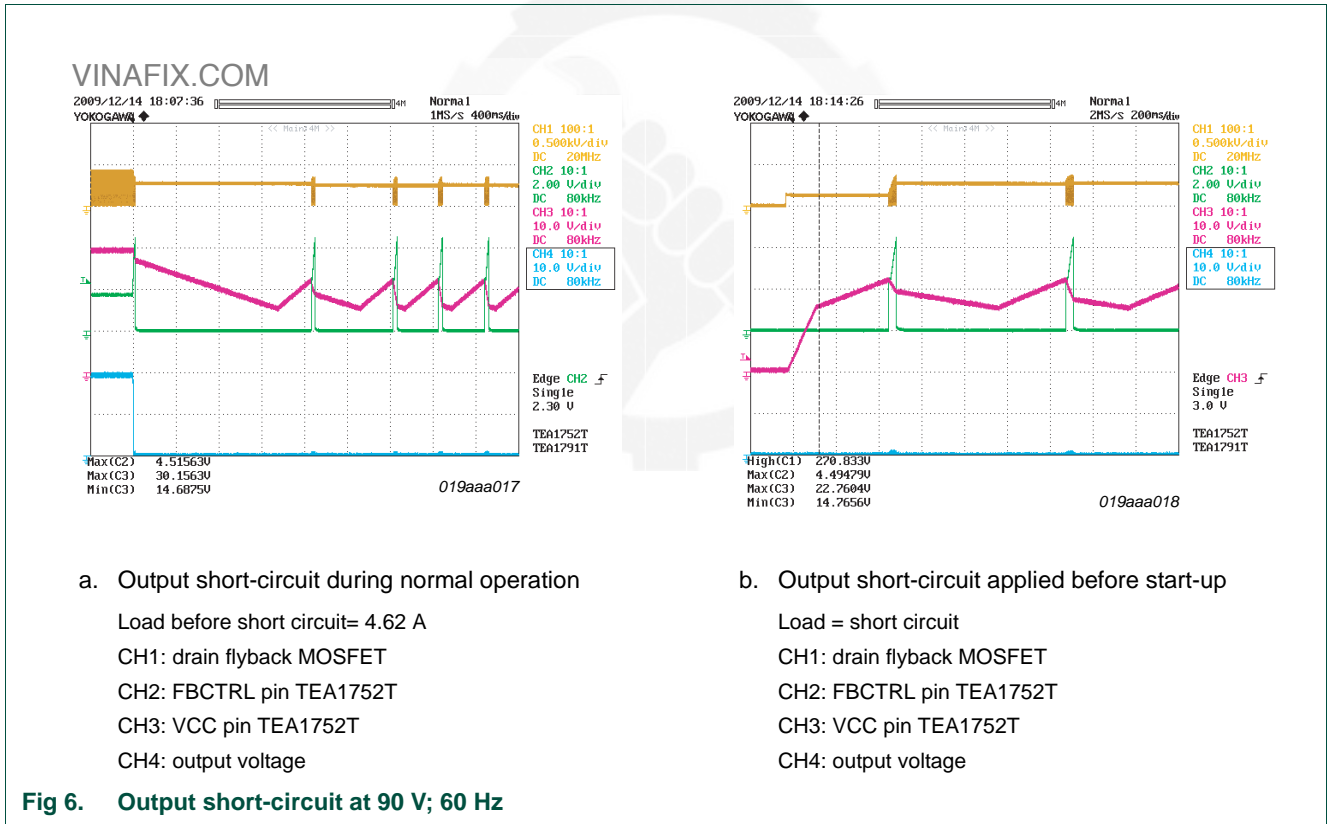 VINAFIX.COM
2009/12/14 18:07:36
4M
Normal
YOKOGAWA
1MS/s 400ms/div
<< Main:4M >>
CH1 100:1
0.500kV/div
DC 20MHz
CH2 10:1
2.00 V/div
DC 80kHz
CH3 10:1
10.0 V/div
DC 80kHz
CH4 10:1
10.0 V/div
DC 80kHz
Edge CH2
Single
2.30 V
TEA1752T
TEA1791T
Max(C2) 4.51563V
Max(C3) 30.1563V
Min(C3) 14.6875V
019aaa017
2009/12/14 18:14:26
4M
Normal
YOKOGAWA
2MS/s 200ms/div
<< Main:4M >>
CH1 100:1
0.500kV/div
DC 20MHz
CH2 10:1
2.00 V/div
DC 80kHz
CH3 10:1
10.0 V/div
DC 80kHz
CH4 10:1
10.0 V/div
DC 80kHz
Edge CH3
Single
3.0 V
TEA1752T
TEA1791T
High(C1) 270.833V
Max(C2) 4.49479V
Max(C3) 22.7604V
Min(C3) 14.7656V
019aaa018
a. Output short-circuit during normal operation
Load before short circuit= 4.62 A
CH1: drain flyback MOSFET
CH2: FBCTRL pin TEA1752T
CH3: VCC pin TEA1752T
CH4: output voltage
b. Output short-circuit applied before start-up
Load = short circuit
CH1: drain flyback MOSFET
CH2: FBCTRL pin TEA1752T
CH3: VCC pin TEA1752T
CH4: output voltage
Fig 6. Output short-circuit at 90 V; 60 Hz